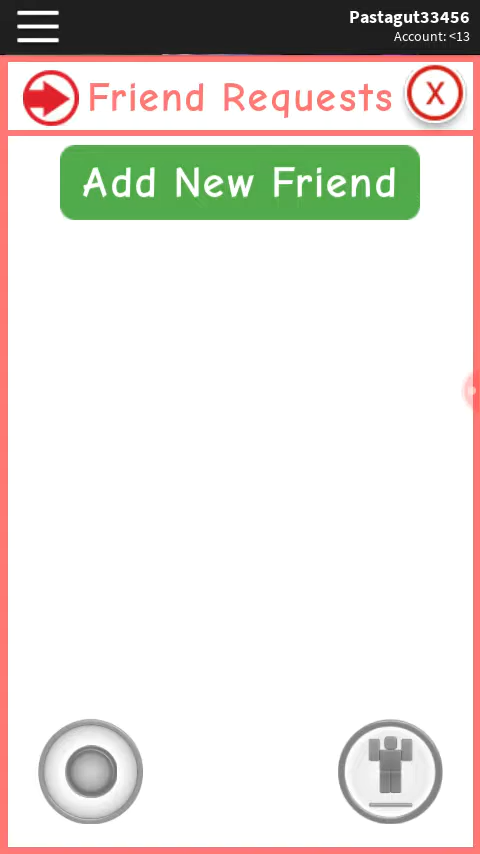 Pastagut33456
Account: <13
Friend Requests
X
Add New Friend